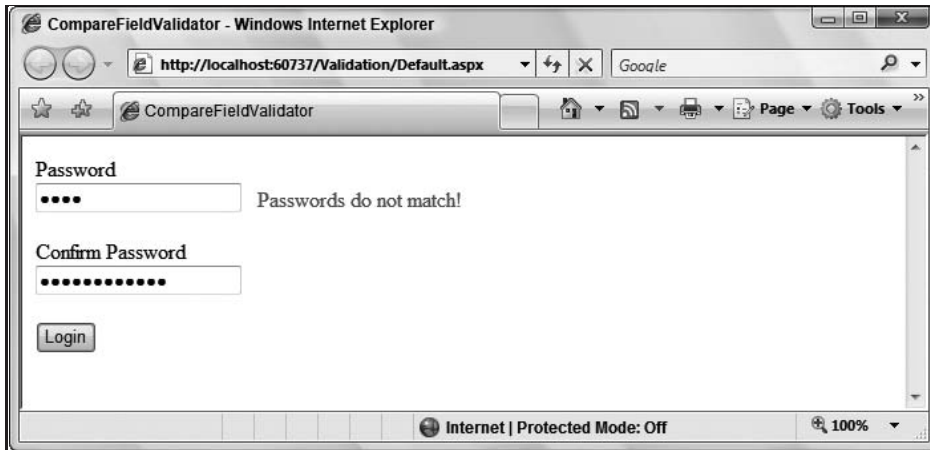 CompareFieldValidator - Windows Internet Explorer
http://localhost:60737/Validation/Default.aspx
Google
CompareFieldValidator
Page
Tools
Password
Passwords do not match!
Confirm Password
Login
Internet | Protected Mode: Off
100%